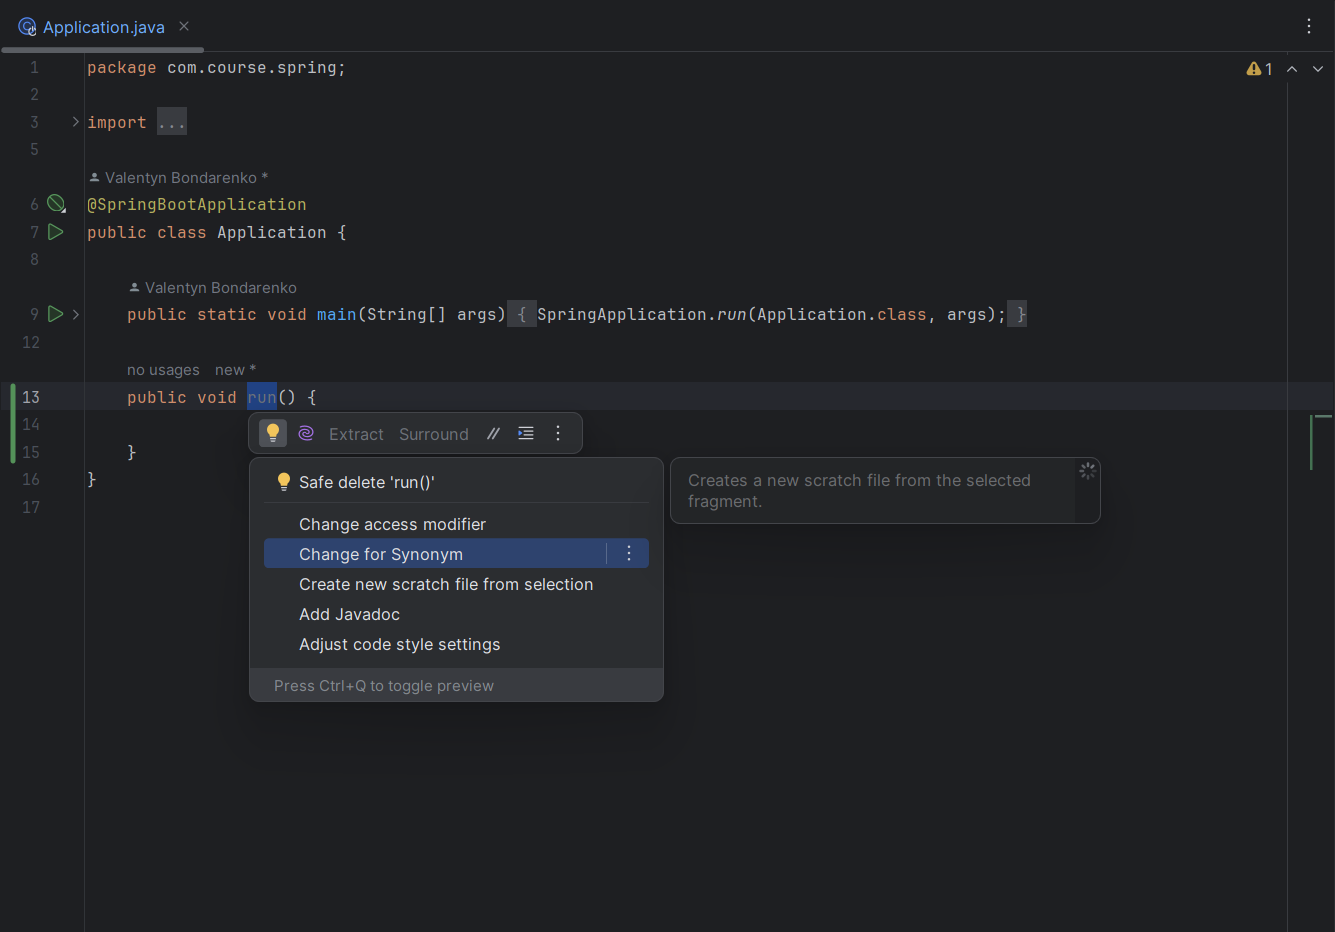 Application.java
1 package com.course.spring;
1
2
3 import ...
5
Valentyn Bondarenko *
6 @SpringBootApplication
7 public class Application {
8
Valentyn Bondarenko
9 public static void main(String[] args) { SpringApplication.run(Application.class, args); }
12
no usages new *
13 public void run() {
14
Extract Surround
15 }
16 }
17
Safe delete 'run()'
Change access modifier
Change for Synonym
Create new scratch file from selection
Add Javadoc
Adjust code style settings
Press Ctrl+Q to toggle preview
Creates a new scratch file from the selected
fragment.